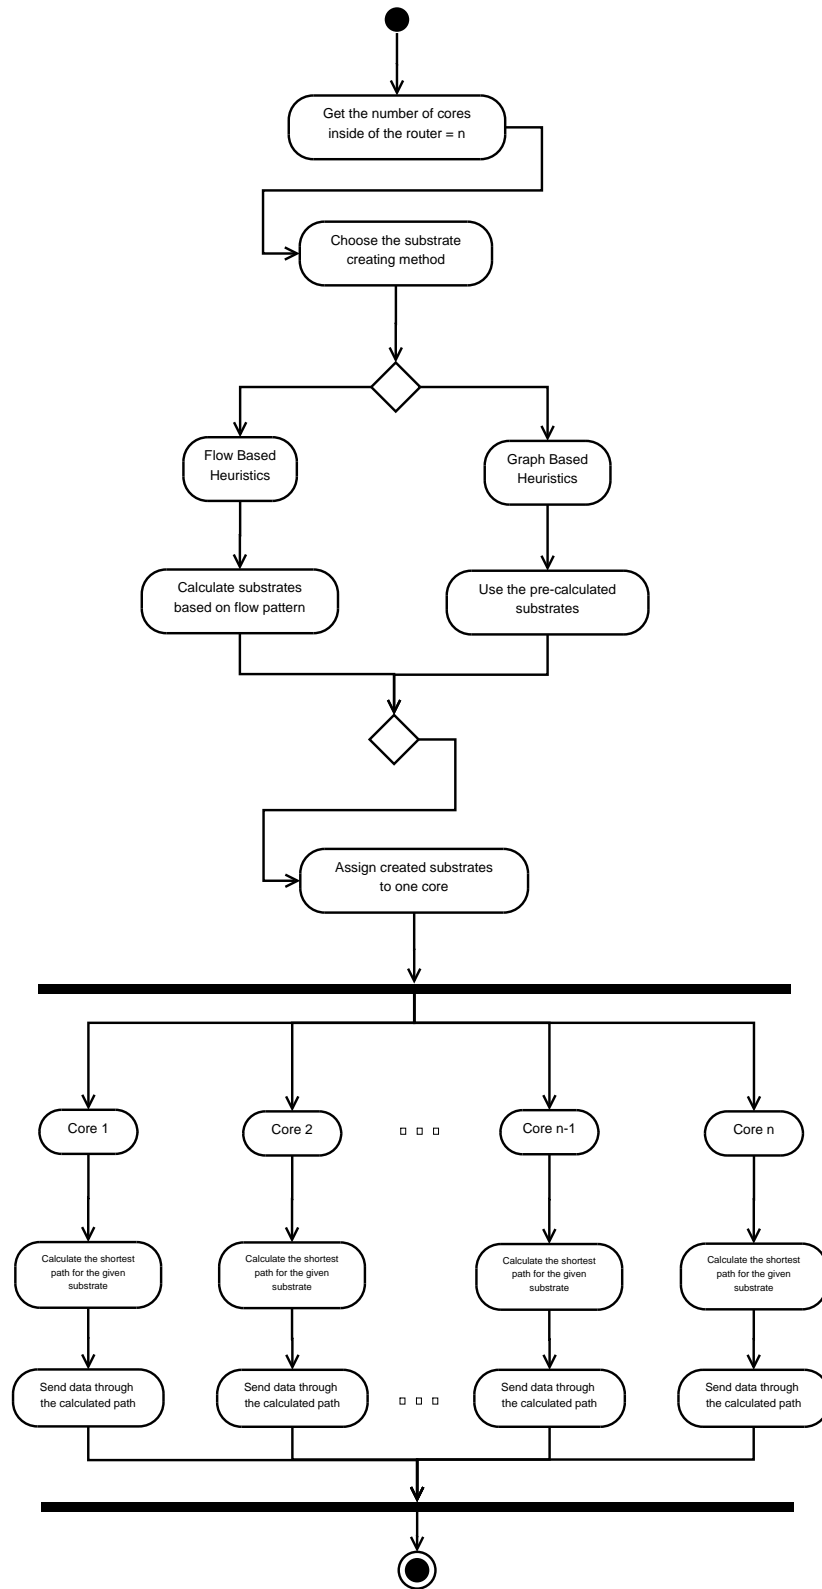 Get the number of cores
inside of the router = n
Choose the substrate
creating method
Flow Based
Heuristics
Graph Based
Heuristics
Calculate substrates
based on flow pattern
Use the pre-calculated
substrates
Assign created substrates
to one core
Core 1
Core 2
Core n-1
Core n
Calculate the shortest
path for the given
substrate
Calculate the shortest
path for the given
substrate
Calculate the shortest
path for the given
substrate
Calculate the shortest
path for the given
substrate
Send data through
the calculated path
Send data through
the calculated path
Send data through
the calculated path
Send data through
the calculated path